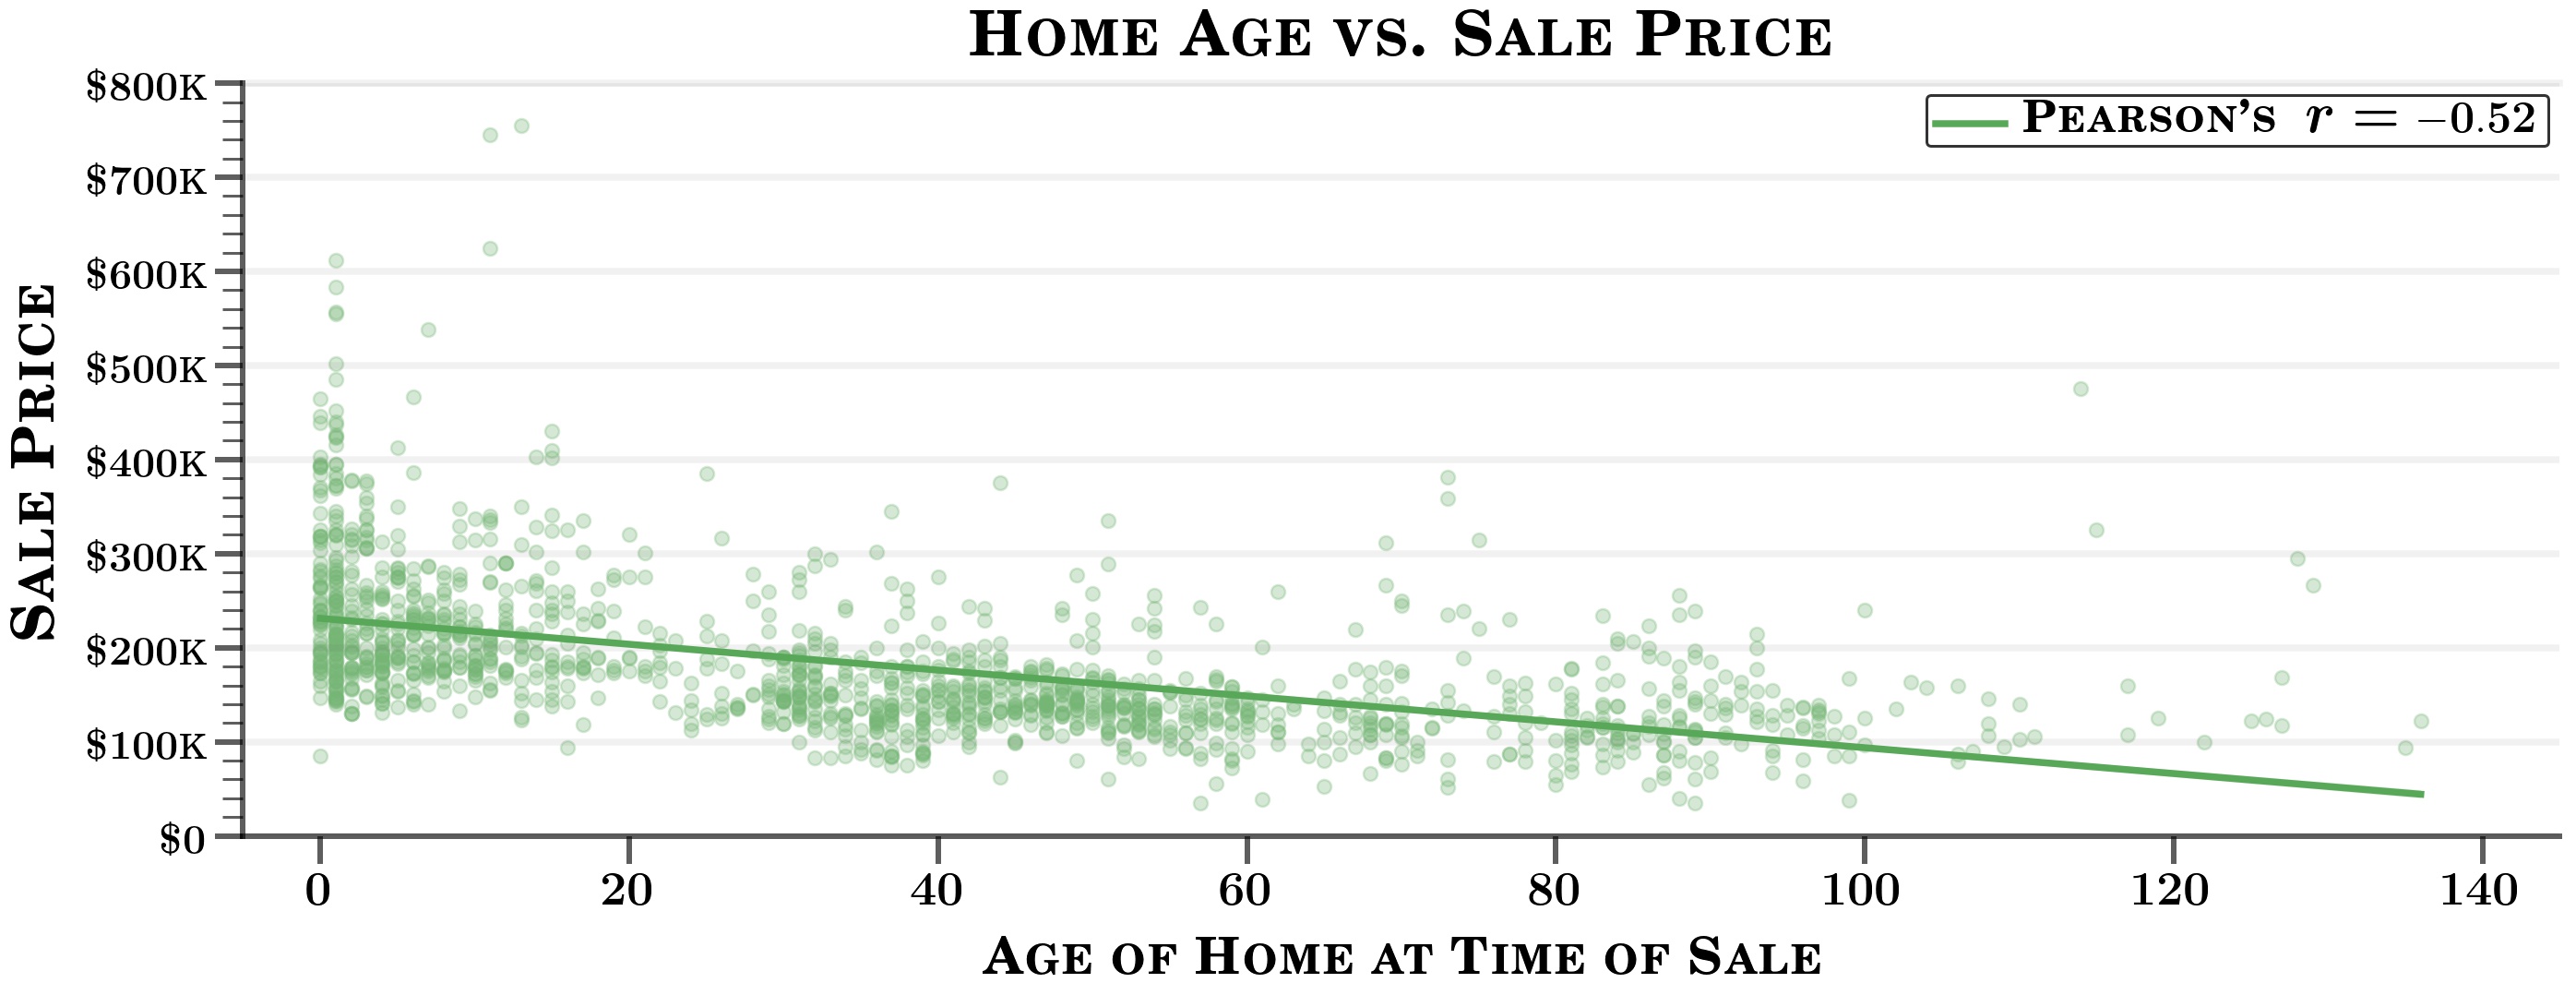 Home Age vs. Sale Price
Pearson's r = −0.52
$800K
$700K
$600K
$500K
$400K
$300K
$200K
$100K
$0
Sale Price
0 20 40 60 80 100 120 140
Age of Home at Time of Sale